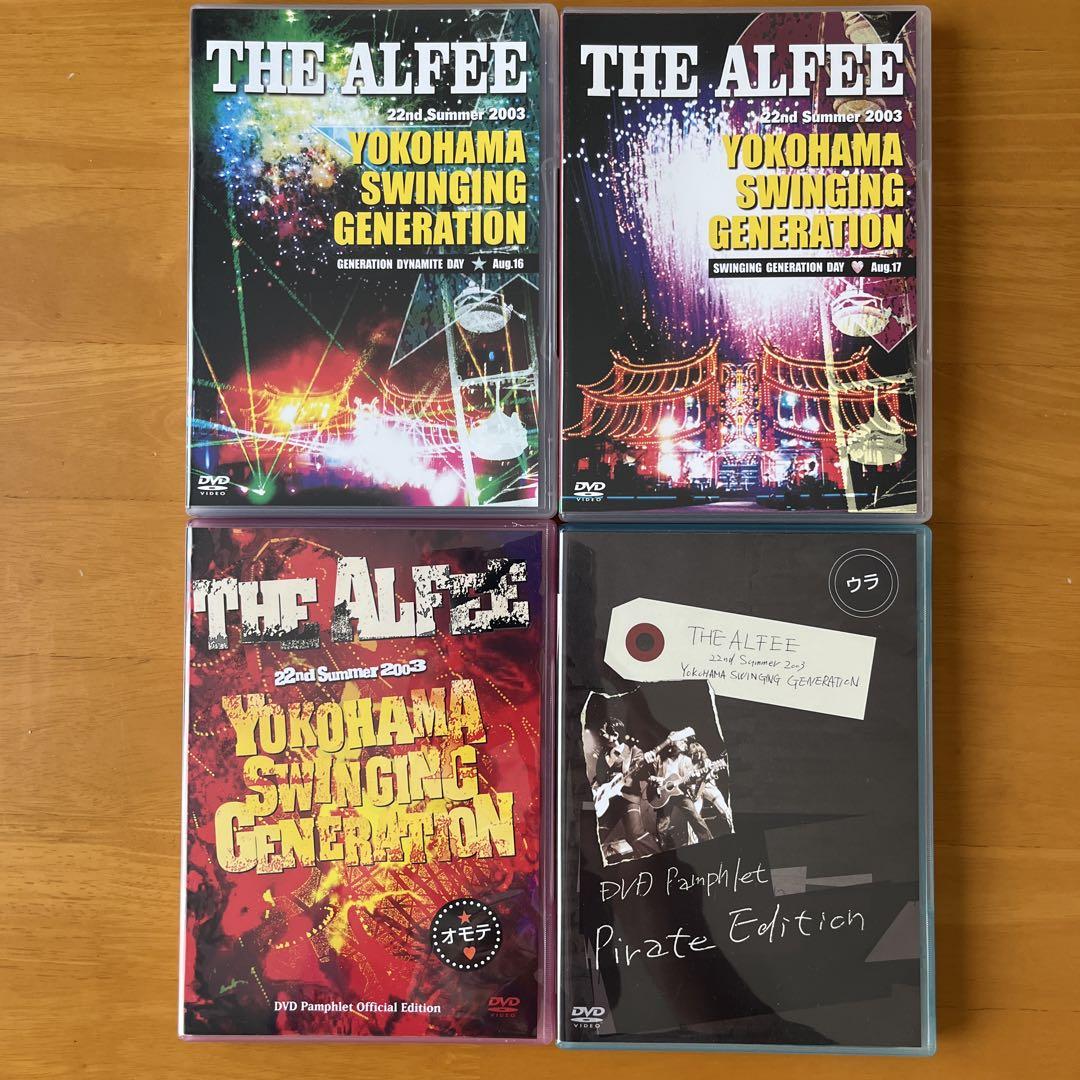 THE ALFEE
22nd Summer 2003
YOKOHAMA
SWINGING
GENERATION
GENERATION DYNAMITE DAY ★ Aug.16
DVD
VIDEO
THE ALFEE
22nd Summer 2003
YOKOHAMA
SWINGING
GENERATION
SWINGING GENERATION DAY ♥ Aug.17
DVD
VIDEO
THE ALFEE
22nd Summer 2003
YOKOHAMA
SWINGING
GENERATION
オモテ
DVD Pamphlet Official Edition
DVD
VIDEO
ウラ
THE ALFEE
22nd Summer 2003
YOKOHAMA SWINGING GENERATION
DVD Pamphlet
Pirate Edition
DVD
VIDEO